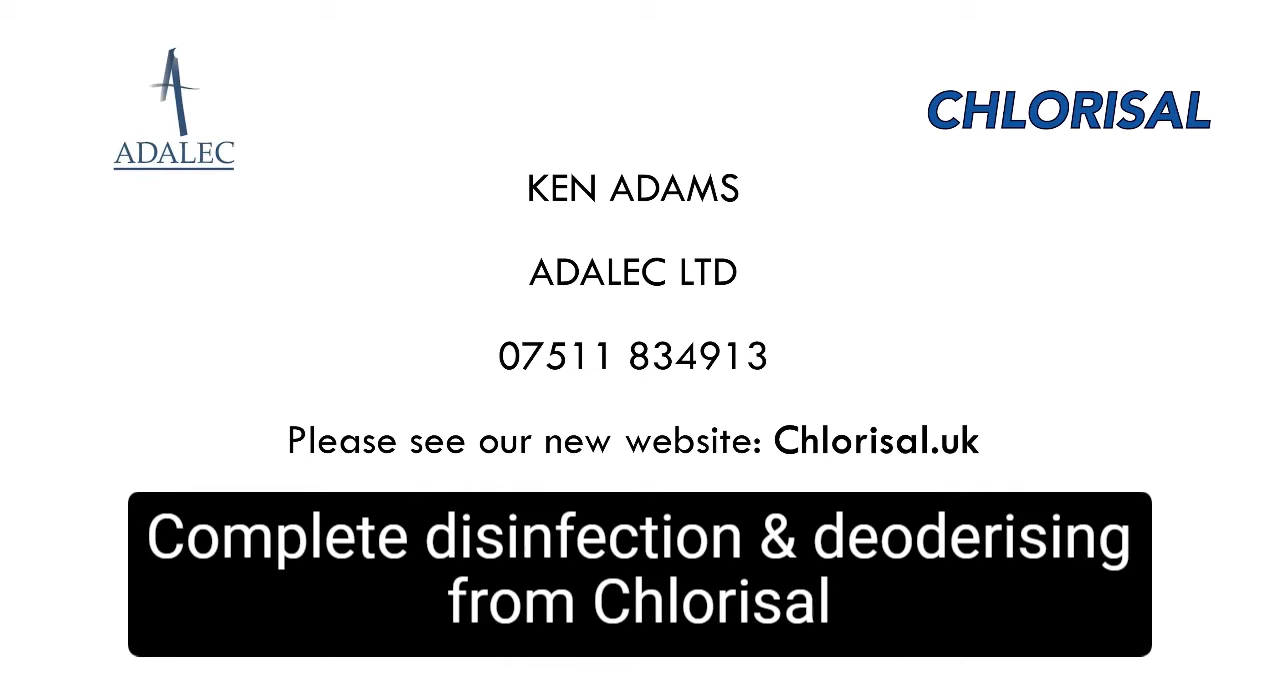 ADALEC
CHLORISAL
KEN ADAMS
ADALEC LTD
07511 834913
Please see our new website: Chlorisal.uk
Complete disinfection & deoderising
from Chlorisal